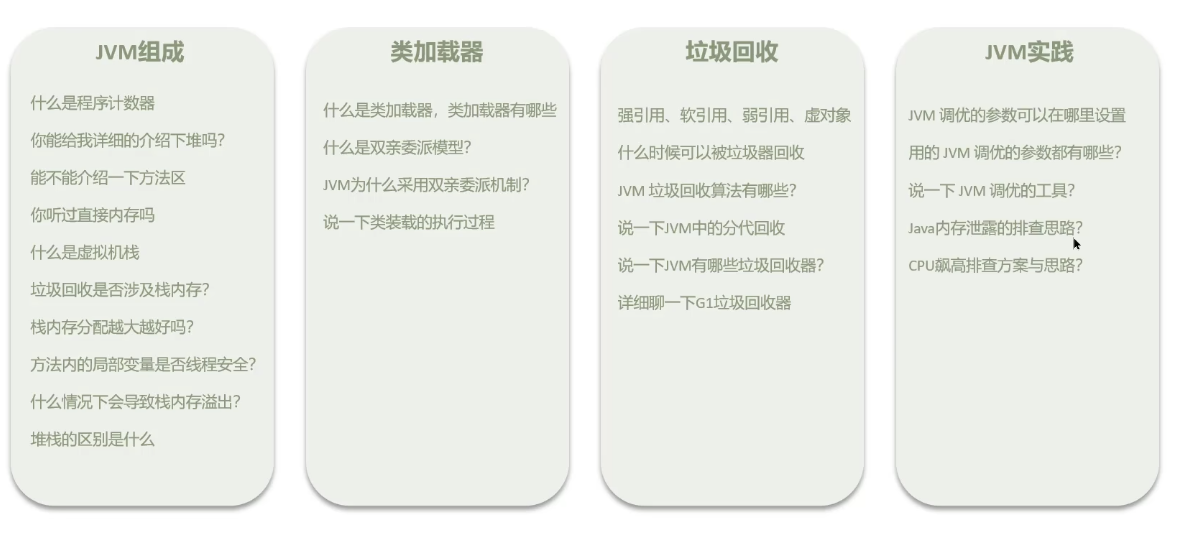 JVM组成
什么是程序计数器
你能给我详细的介绍下堆吗?
能不能介绍一下方法区
你听过直接内存吗
什么是虚拟机栈
垃圾回收是否涉及栈内存?
栈内存分配越大越好吗?
方法内的局部变量是否线程安全?
什么情况下会导致栈内存溢出?
堆栈的区别是什么
类加载器
什么是类加载器，类加载器有哪些
什么是双亲委派模型?
JVM为什么采用双亲委派机制?
说一下类装载的执行过程
垃圾回收
强引用、软引用、弱引用、虚对象
什么时候可以被垃圾器回收
JVM 垃圾回收算法有哪些?
说一下JVM中的分代回收
说一下JVM有哪些垃圾回收器?
详细聊一下G1垃圾回收器
JVM实践
JVM 调优的参数可以在哪里设置
用的 JVM 调优的参数都有哪些?
说一下 JVM 调优的工具?
Java内存泄露的排查思路?
CPU飙高排查方案与思路?